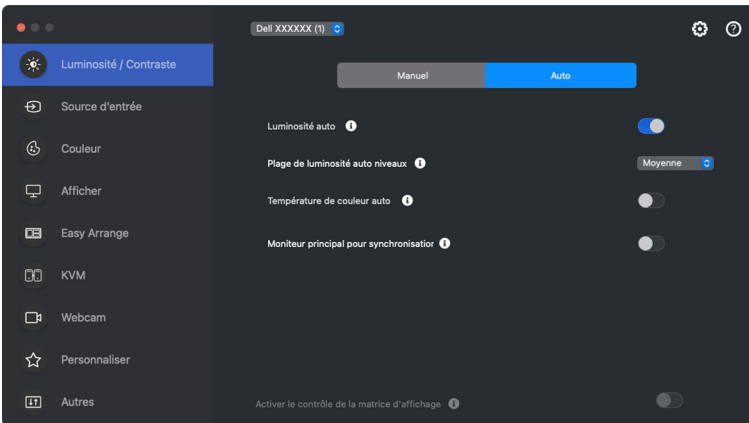 Dell XXXXXX (1)
Luminosité / Contraste
Source d'entrée
Couleur
Afficher
Easy Arrange
KVM
Webcam
Personnaliser
Autres
Manuel
Auto
Luminosité auto
Plage de luminosité auto niveaux
Moyenne
Température de couleur auto
Moniteur principal pour synchronisation
Activer le contrôle de la matrice d'affichage